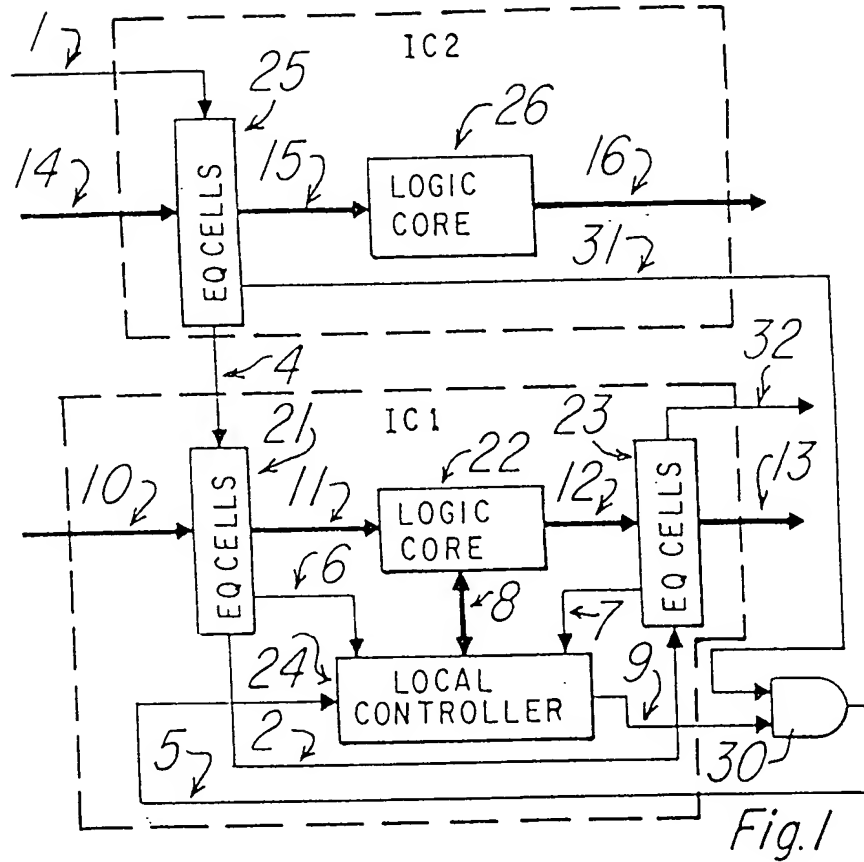 1
IC2
25
14
15
26
16
EQ CELLS
LOGIC
CORE
31
4
32
IC1
21
23
22
10
11
12
13
EQ CELLS
LOGIC
CORE
EQ CELLS
6
8
7
24
9
LOCAL
CONTROLLER
2
5
30
Fig.1